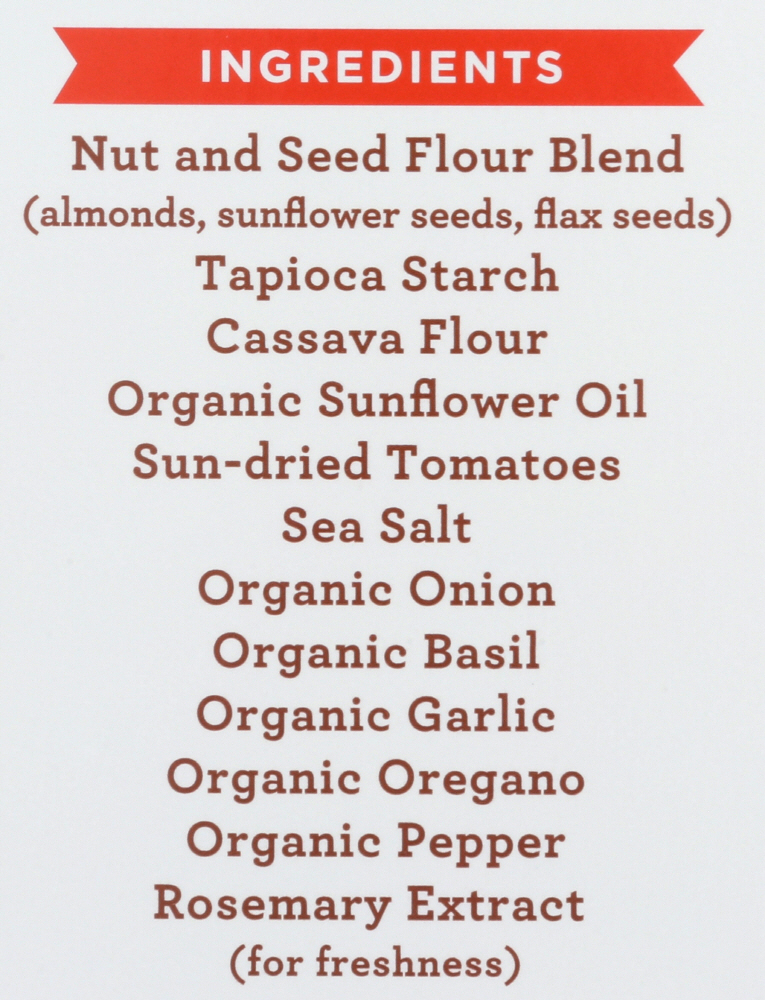 INGREDIENTS
Nut and Seed Flour Blend
(almonds, sunflower seeds, flax seeds)
Tapioca Starch
Cassava Flour
Organic Sunflower Oil
Sun-dried Tomatoes
Sea Salt
Organic Onion
Organic Basil
Organic Garlic
Organic Oregano
Organic Pepper
Rosemary Extract
(for freshness)